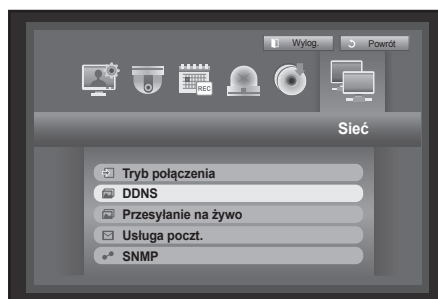 Wylog.
Powrót
REC
Sieć
Tryb połączenia
DDNS
Przesyłanie na żywo
Usługa poczt.
SNMP